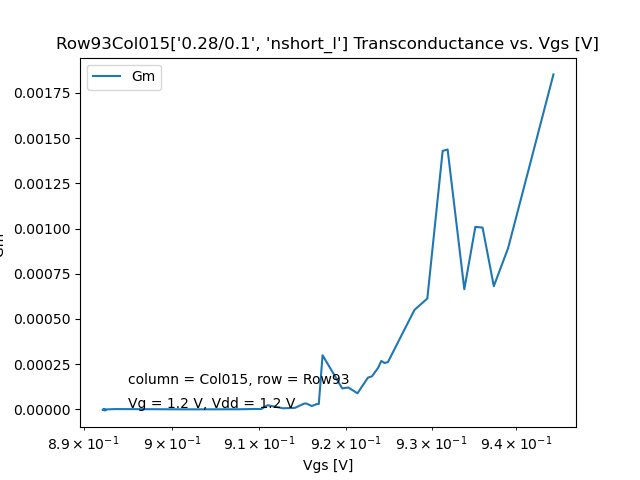 Row93Col015['0.28/0.1', 'nshort_l'] Transconductance vs. Vgs [V]
Gm
0.00175
0.00150
0.00125
0.00100
0.00075
0.00050
0.00025
0.00000
column = Col015, row = Row93
Vg = 1.2 V, Vdd = 1.2 V
8.9 × 10⁻¹ 9 × 10⁻¹ 9.1 × 10⁻¹ 9.2 × 10⁻¹ 9.3 × 10⁻¹ 9.4 × 10⁻¹
Vgs [V]